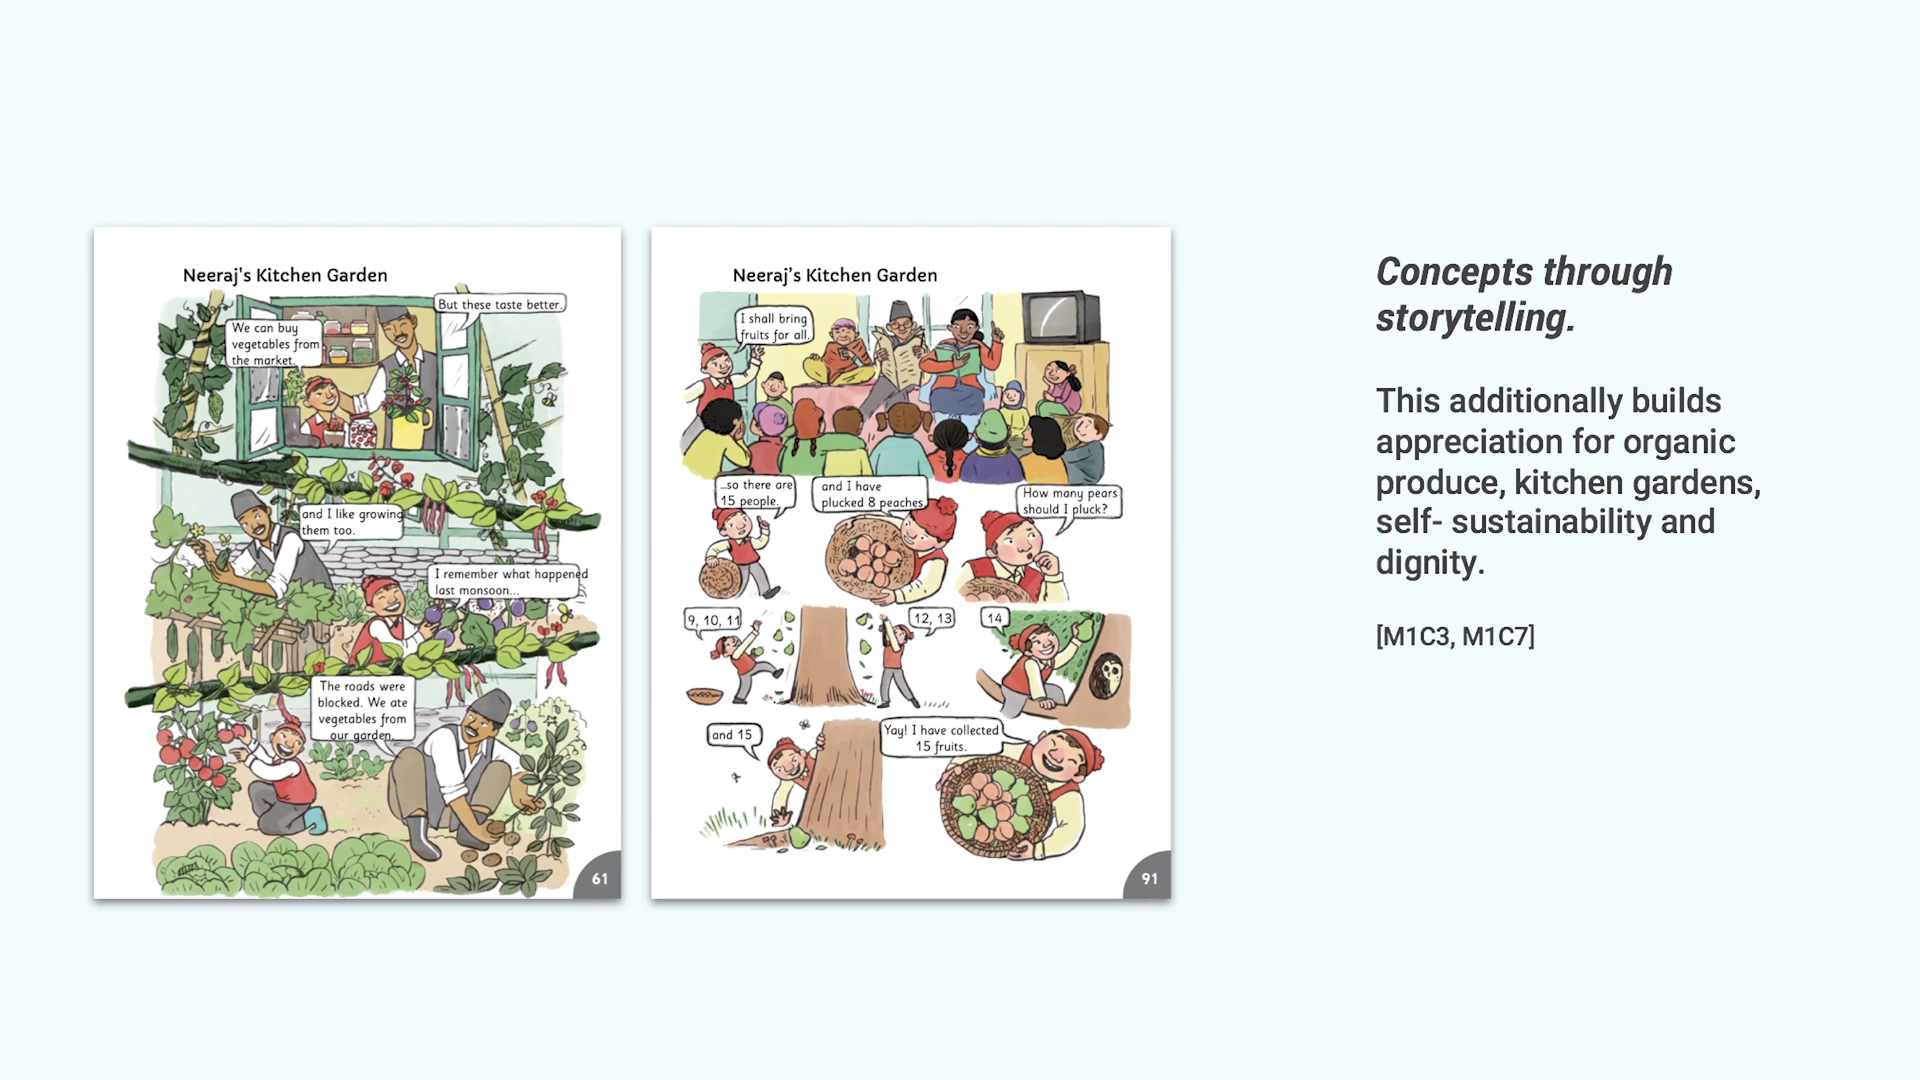 Neeraj's Kitchen Garden
But these taste better.
We can buy
vegetables from
the market.
and I like growing
them too.
I remember what happened
last monsoon...
The roads were
blocked. We ate
vegetables from
our garden.
61
Neeraj's Kitchen Garden
I shall bring
fruits for all.
...so there are
15 people.
and I have
plucked 8 peaches
How many pears
should I pluck?
9, 10, 11
12, 13
14
and 15
Yay! I have collected
15 fruits.
91
Concepts through
storytelling.
This additionally builds
appreciation for organic
produce, kitchen gardens,
self- sustainability and
dignity.
[M1C3, M1C7]